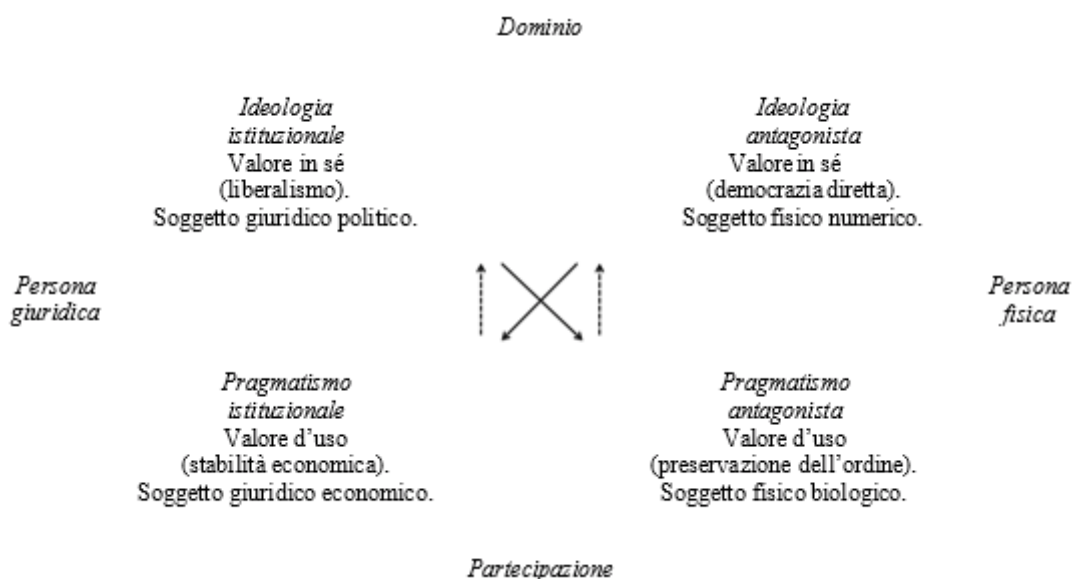 Dominio
Ideologia
istituzionale
Valore in sé
(liberalismo).
Soggetto giuridico politico.
Ideologia
antagonista
Valore in sé
(democrazia diretta).
Soggetto fisico numerico.
Persona
giuridica
Persona
fisica
Pragmatismo
istituzionale
Valore d’uso
(stabilità economica).
Soggetto giuridico economico.
Pragmatismo
antagonista
Valore d’uso
(preservazione dell’ordine).
Soggetto fisico biologico.
Partecipazione